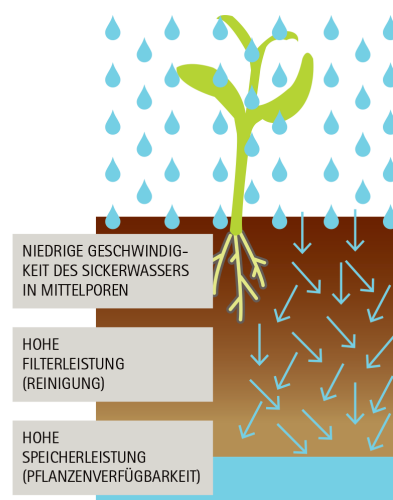 NIEDRIGE GESCHWINDIG-
KEIT DES SICKERWASSERS
IN MITTELPOREN
HOHE
FILTERLEISTUNG
(REINIGUNG)
HOHE
SPEICHERLEISTUNG
(PFLANZENVERFÜGBARKEIT)